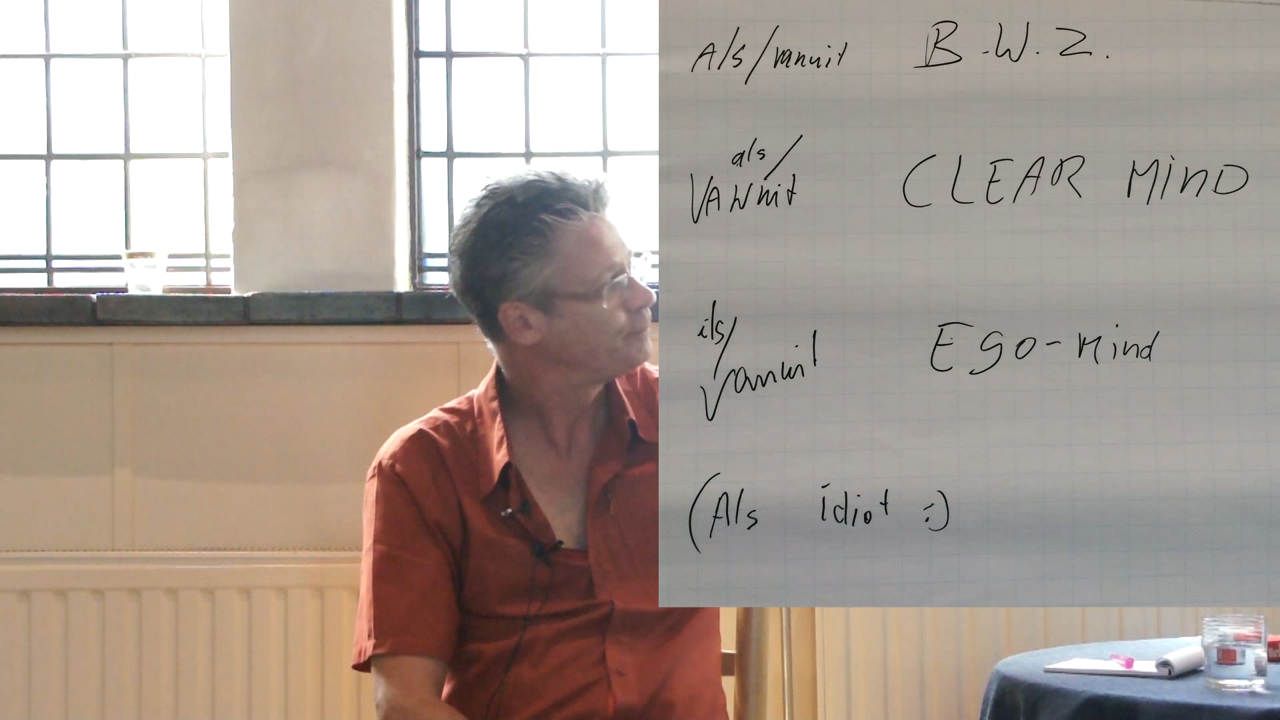 Als/vanuit B.W.Z.
als/
VANuit CLEAR MinD
als/
vanuit Ego-Mind
(Als idiot :)